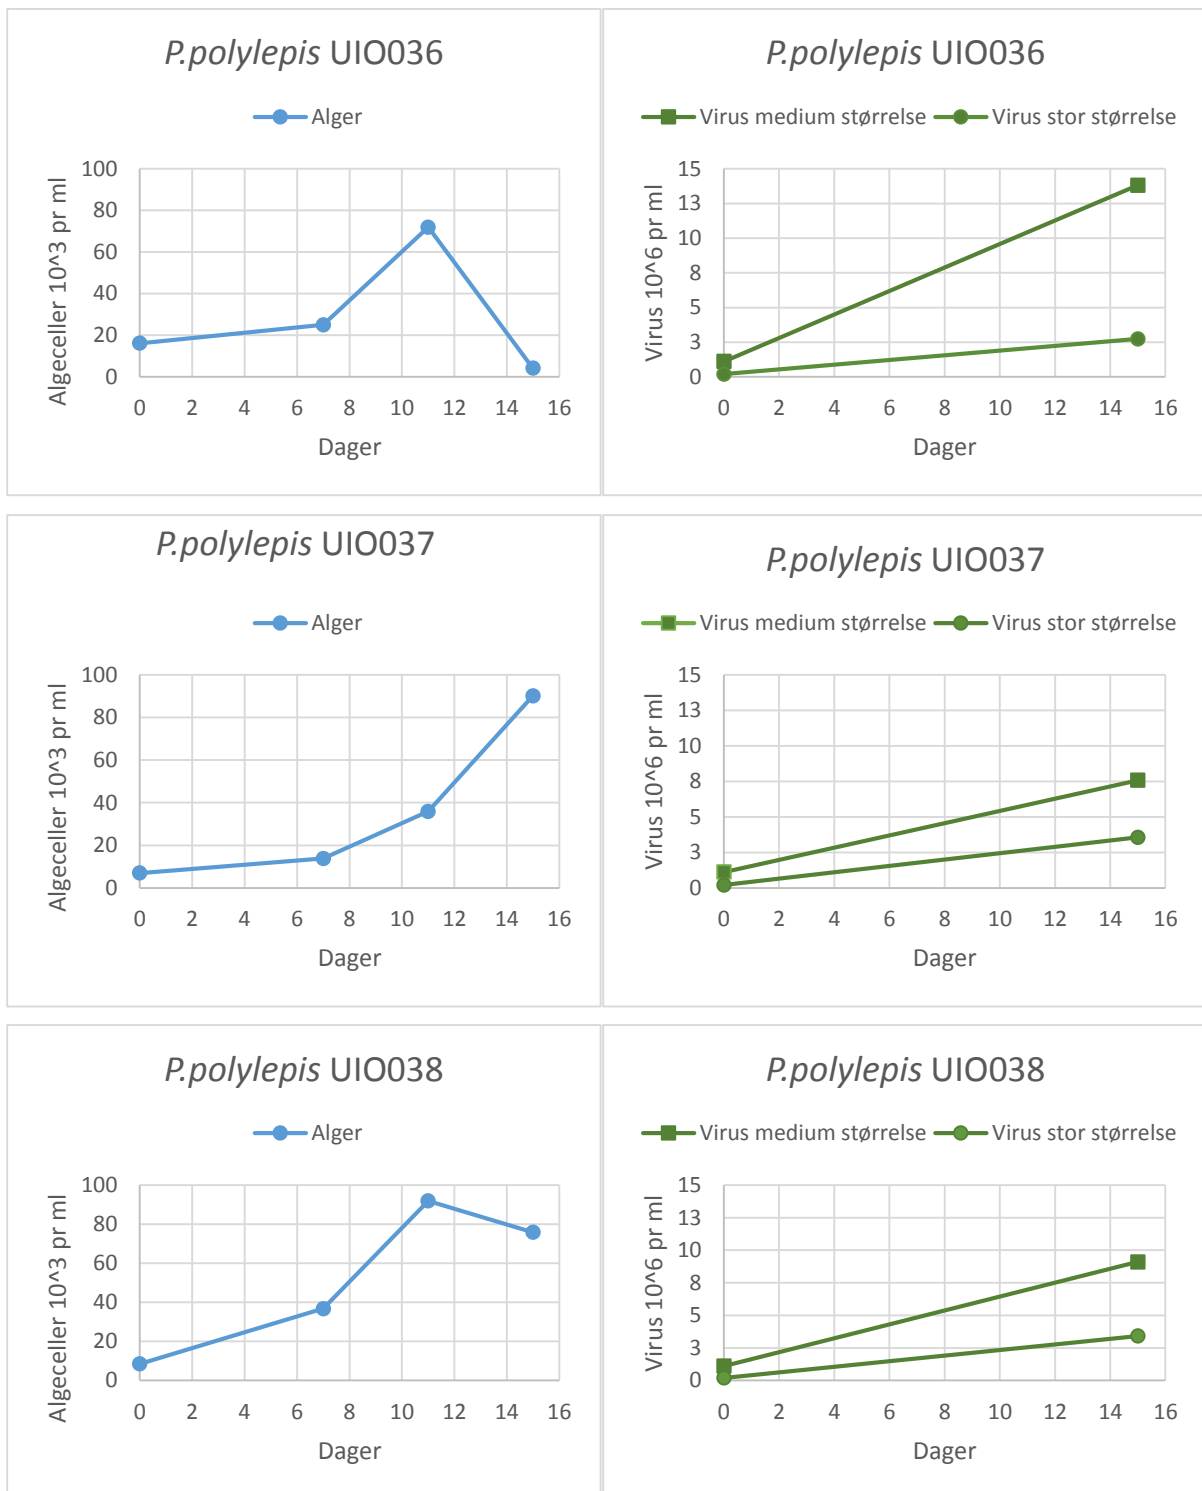 P.polylepis UIO036
Alger
Algeceller 10^3 pr ml
100
80
60
40
20
0
0 2 4 6 8 10 12 14 16
Dager
P.polylepis UIO036
Virus medium størrelse Virus stor størrelse
Virus 10^6 pr ml
15
13
10
8
5
3
0
0 2 4 6 8 10 12 14 16
Dager
P.polylepis UIO037
Alger
Algeceller 10^3 pr ml
100
80
60
40
20
0
0 2 4 6 8 10 12 14 16
Dager
P.polylepis UIO037
Virus medium størrelse Virus stor størrelse
Virus 10^6 pr ml
15
13
10
8
5
3
0
0 2 4 6 8 10 12 14 16
Dager
P.polylepis UIO038
Alger
Algeceller 10^3 pr ml
100
80
60
40
20
0
0 2 4 6 8 10 12 14 16
Dager
P.polylepis UIO038
Virus medium størrelse Virus stor størrelse
Virus 10^6 pr ml
15
13
10
8
5
3
0
0 2 4 6 8 10 12 14 16
Dager